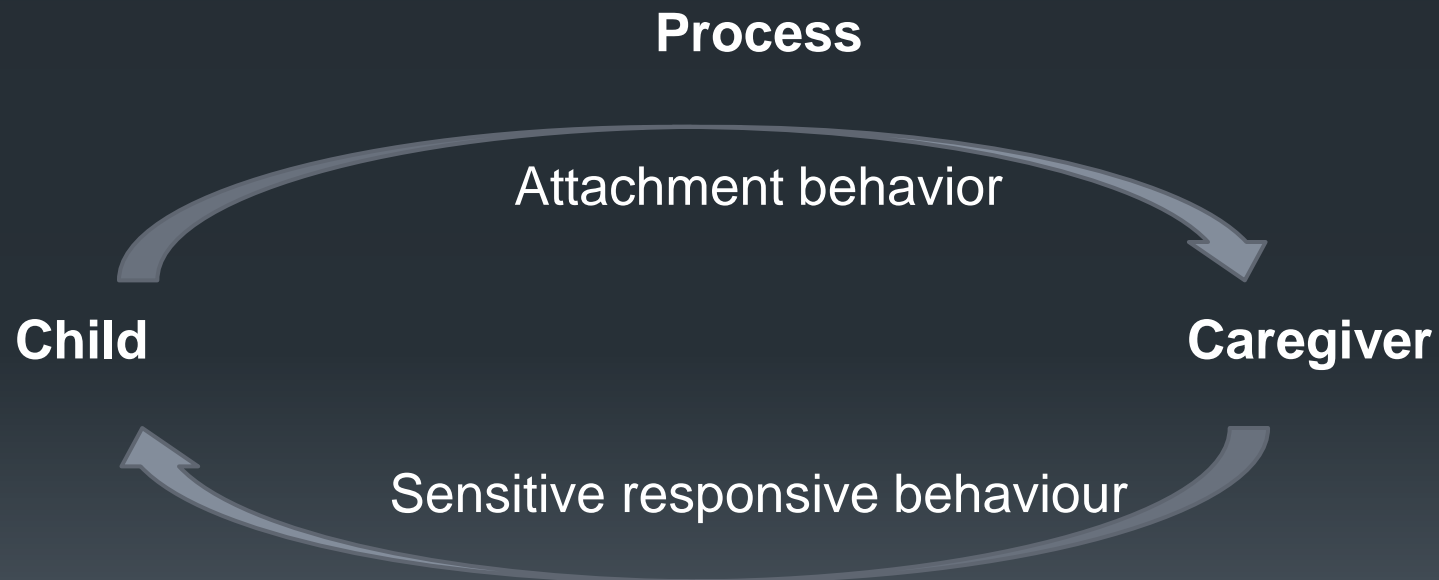 Process
Attachment behavior
Child
Caregiver
Sensitive responsive behaviour